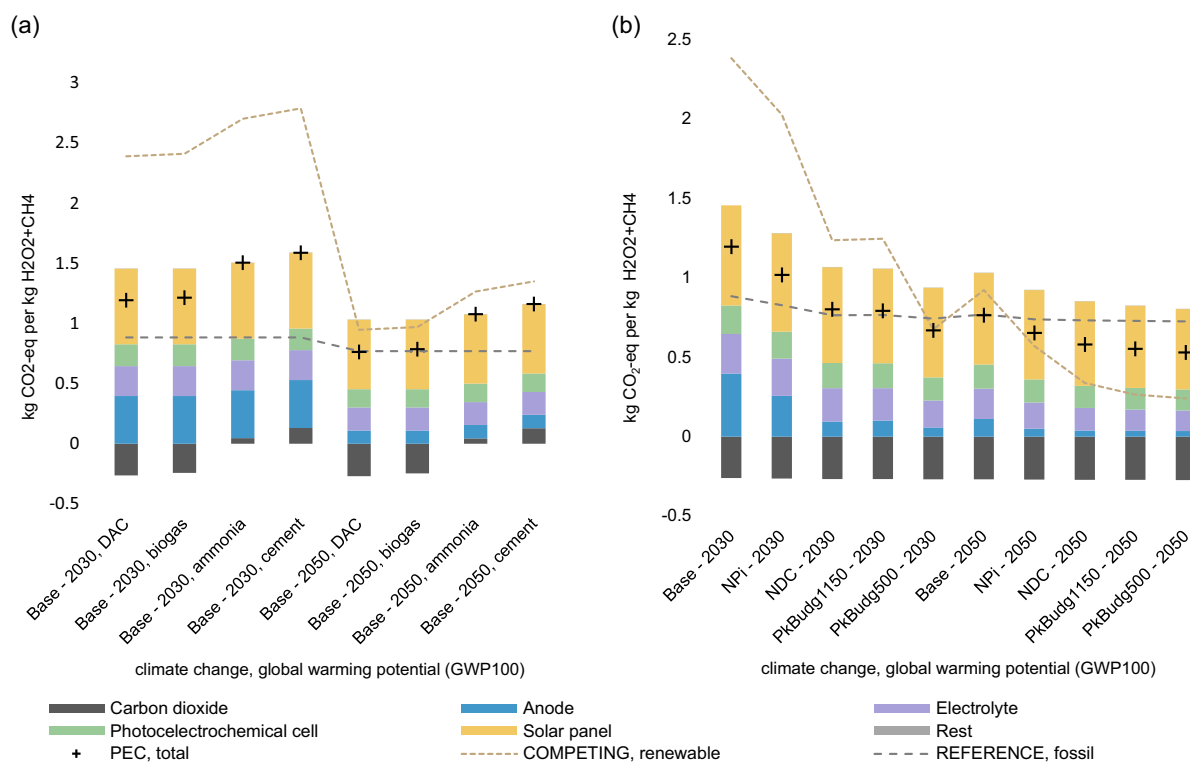 (a)
3
2.5
2
1.5
1
0.5
0
-0.5
kg CO2-eq per kg H2O2+CH4
Base - 2030, DAC
Base - 2030, biogas
Base - 2030, ammonia
Base - 2030, cement
Base - 2050, DAC
Base - 2050, biogas
Base - 2050, ammonia
Base - 2050, cement
climate change, global warming potential (GWP100)
(b)
2.5
2
1.5
1
0.5
0
-0.5
kg CO₂-eq per kg H2O2+CH4
Base - 2030
NPi - 2030
NDC - 2030
PkBudg1150 - 2030
PkBudg500 - 2030
Base - 2050
NPi - 2050
NDC - 2050
PkBudg1150 - 2050
PkBudg500 - 2050
climate change, global warming potential (GWP100)
Carbon dioxide
Anode
Electrolyte
Photocelectrochemical cell
Solar panel
Rest
PEC, total
COMPETING, renewable
REFERENCE, fossil